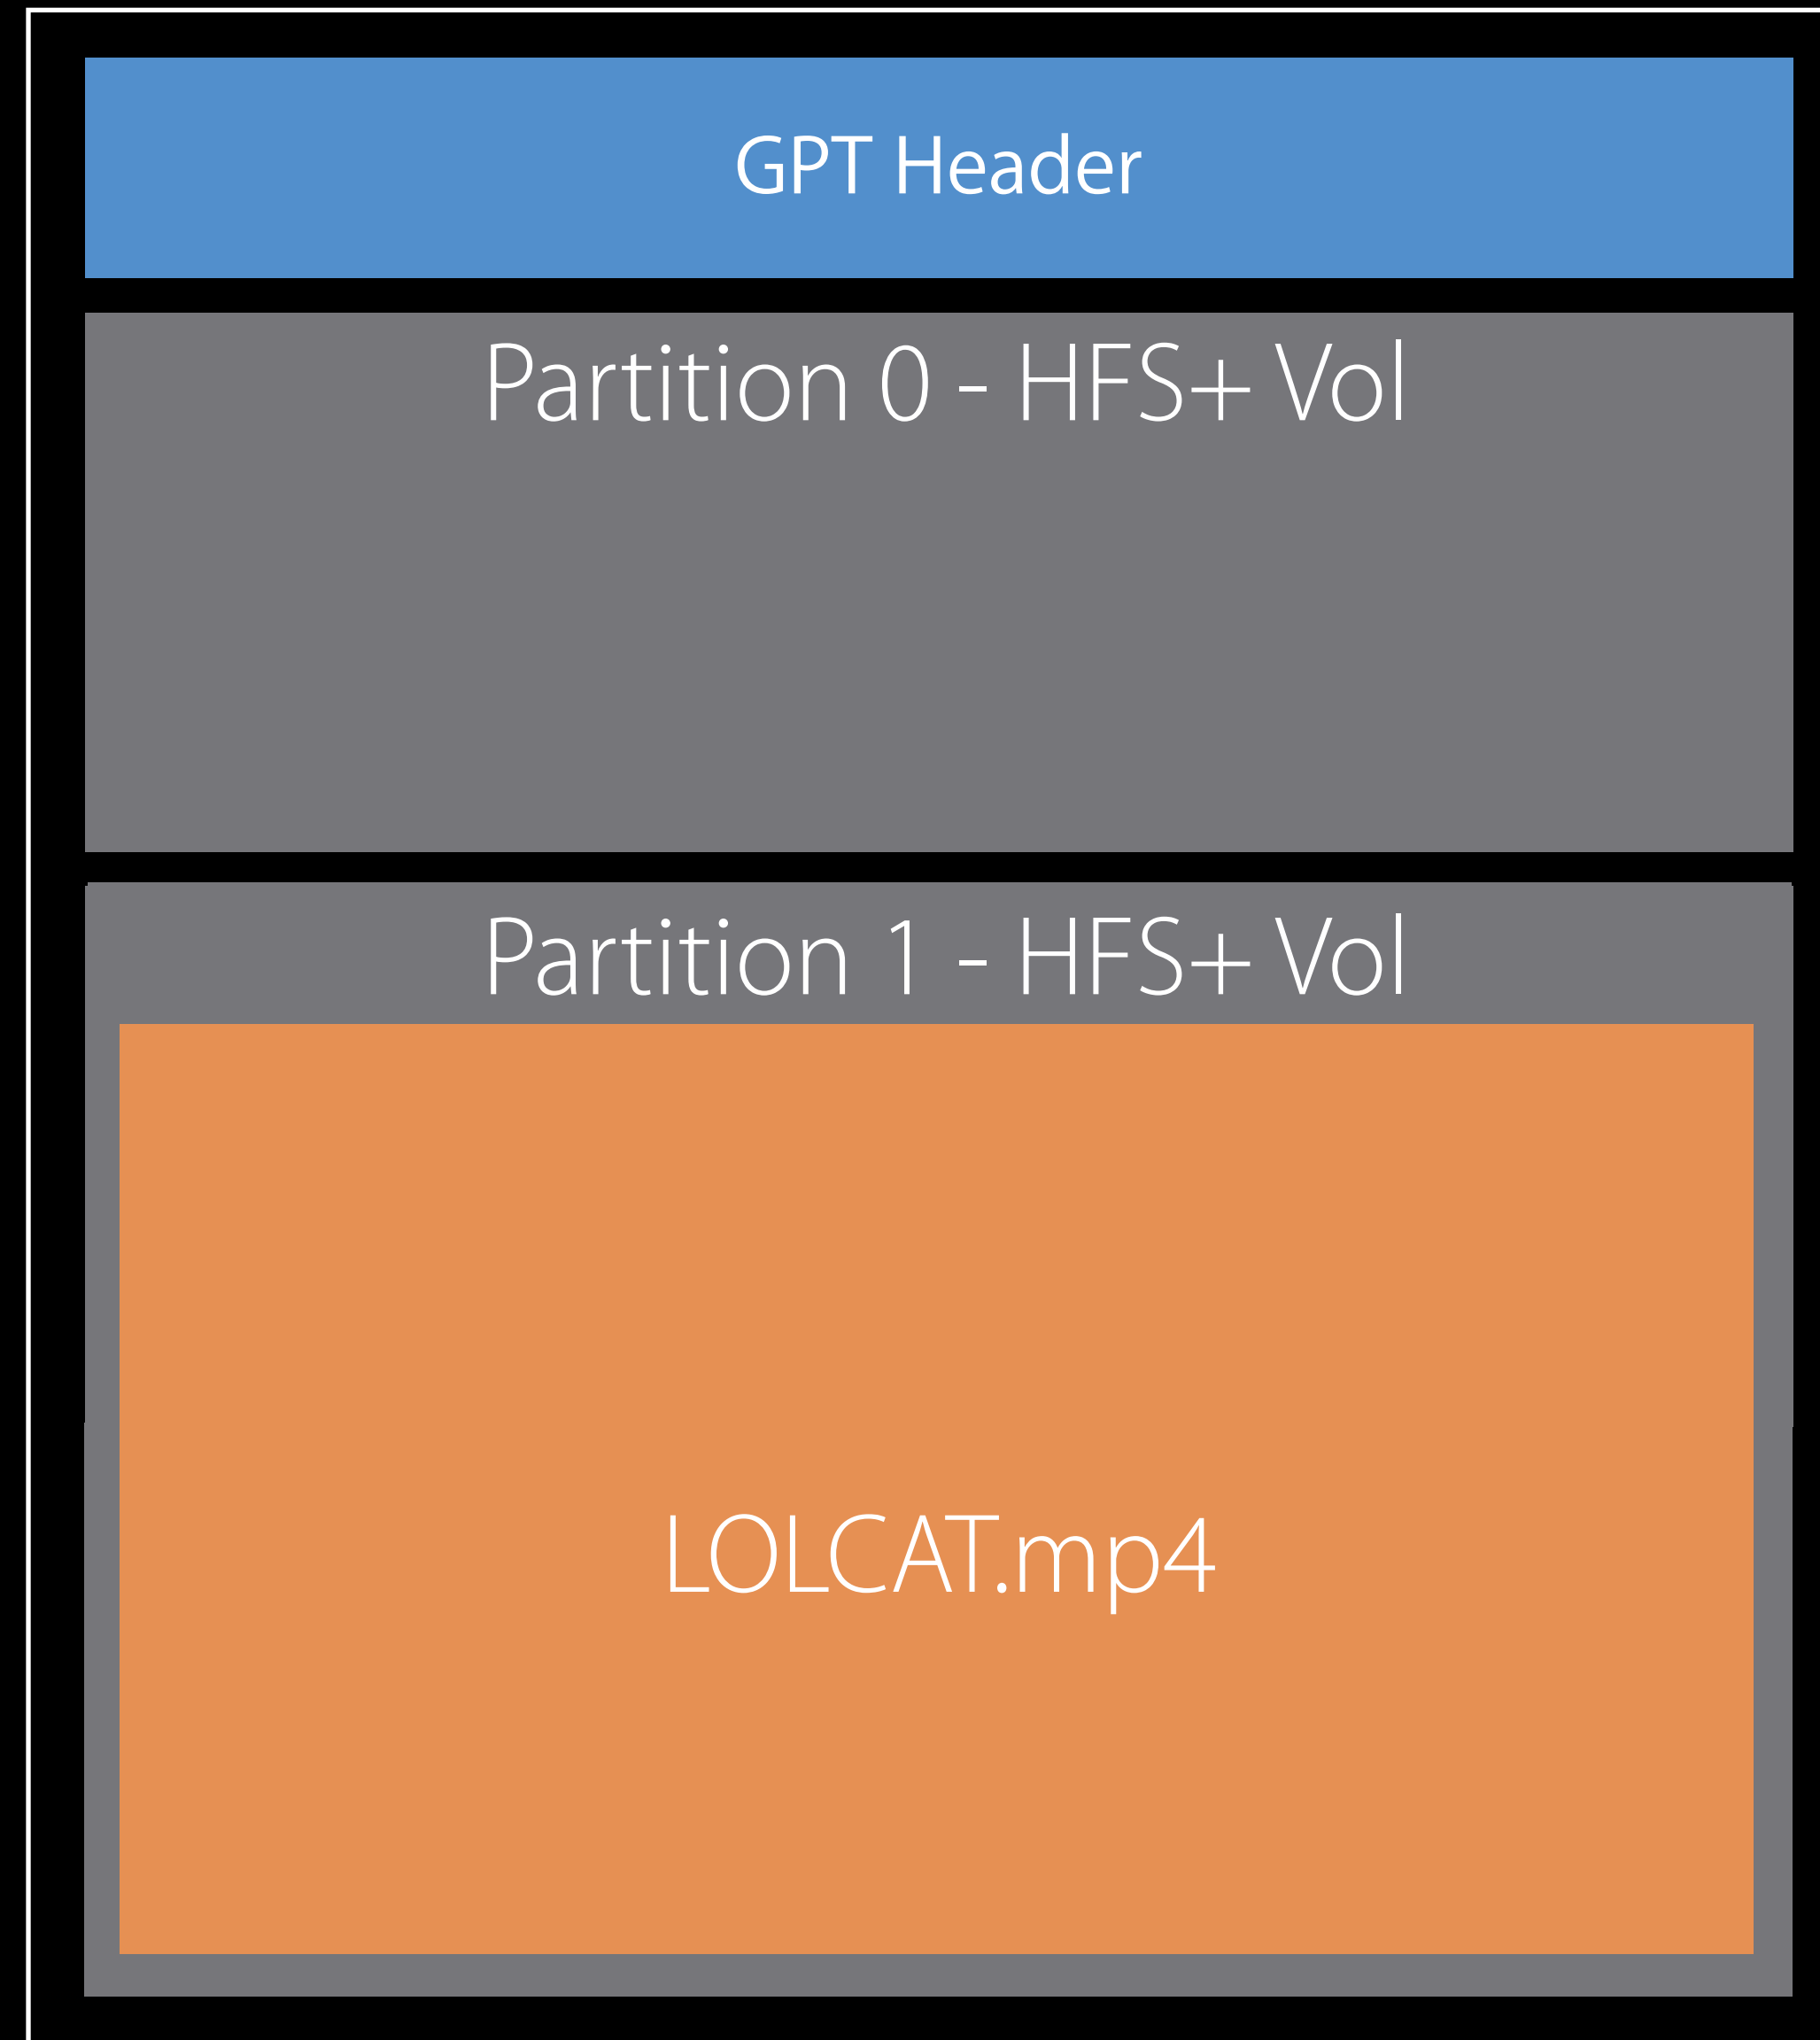 GPT Header
Partition 0 - HFS+ Vol
Partition 1 - HFS+ Vol
LOLCAT.mp4